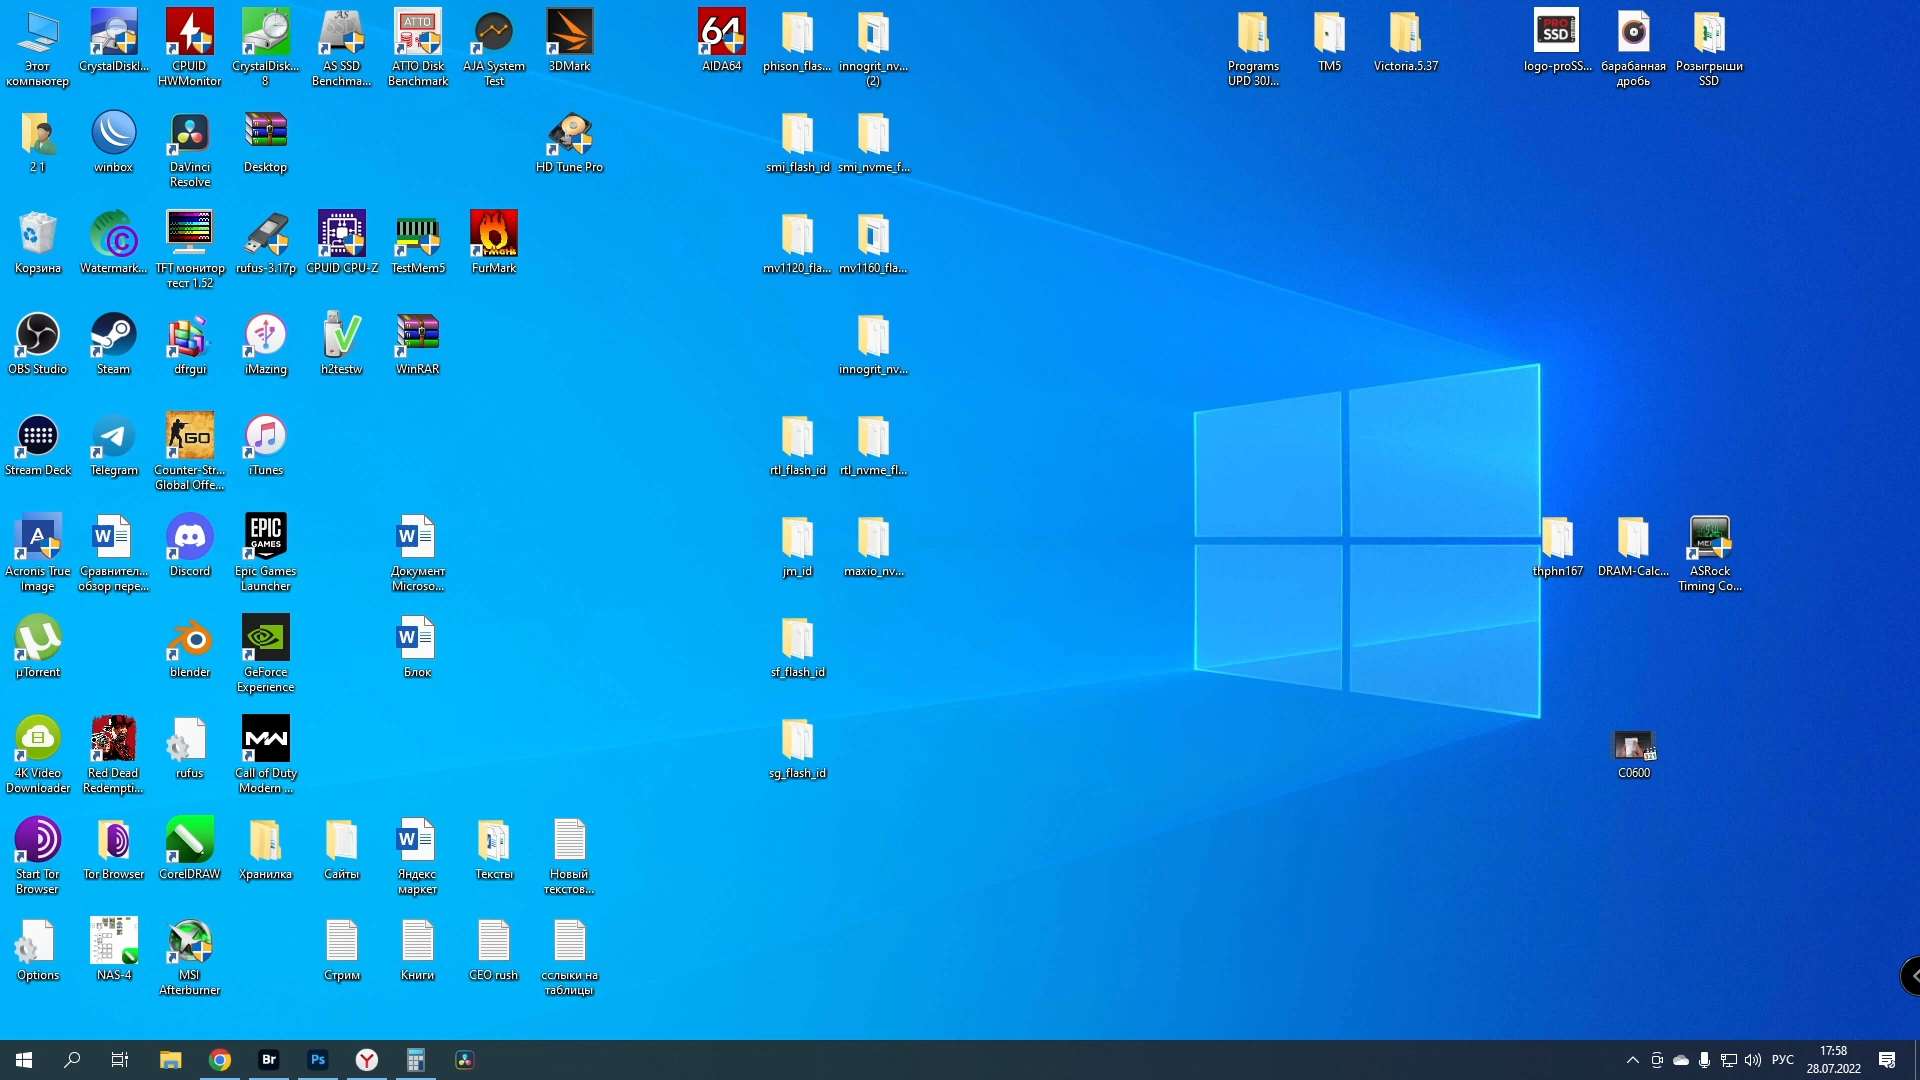 Этот компьютер
CrystalDiskI...
CPUID HWMonitor
CrystalDisk... 8
AS SSD Benchma...
ATTO Disk Benchmark
AJA System Test
3DMark
AIDA64
phison_flas...
innogrit_nv... (2)
Programs UPD 30J...
TM5
Victoria.5.37
logo-proSS...
барабанная дробь
Розыгрыши SSD
2 1
winbox
DaVinci Resolve
Desktop
HD Tune Pro
smi_flash_id
smi_nvme_f...
Корзина
Watermark...
TFT монитор тест 1.52
rufus-3.17p
CPUID CPU-Z
TestMem5
FurMark
mv1120_fla...
mv1160_fla...
OBS Studio
Steam
dfrgui
iMazing
h2testw
WinRAR
innogrit_nv...
Stream Deck
Telegram
Counter-Str... Global Offe...
iTunes
rtl_flash_id
rtl_nvme_fl...
Acronis True Image
Сравнител... обзор пере...
Discord
Epic Games Launcher
Документ Microso...
jm_id
maxio_nv...
thphn167
DRAM-Calc...
ASRock Timing Co...
µTorrent
blender
GeForce Experience
Блок
sf_flash_id
4K Video Downloader
Red Dead Redempti...
rufus
Call of Duty Modern ...
sg_flash_id
C0600
Start Tor Browser
Tor Browser
CorelDRAW
Хранилка
Сайты
Яндекс маркет
Тексты
Новый текстов...
Options
NAS-4
MSI Afterburner
Стрим
Книги
CEO rush
сслыки на таблицы
Br
Ps
РУС
17:58
28.07.2022